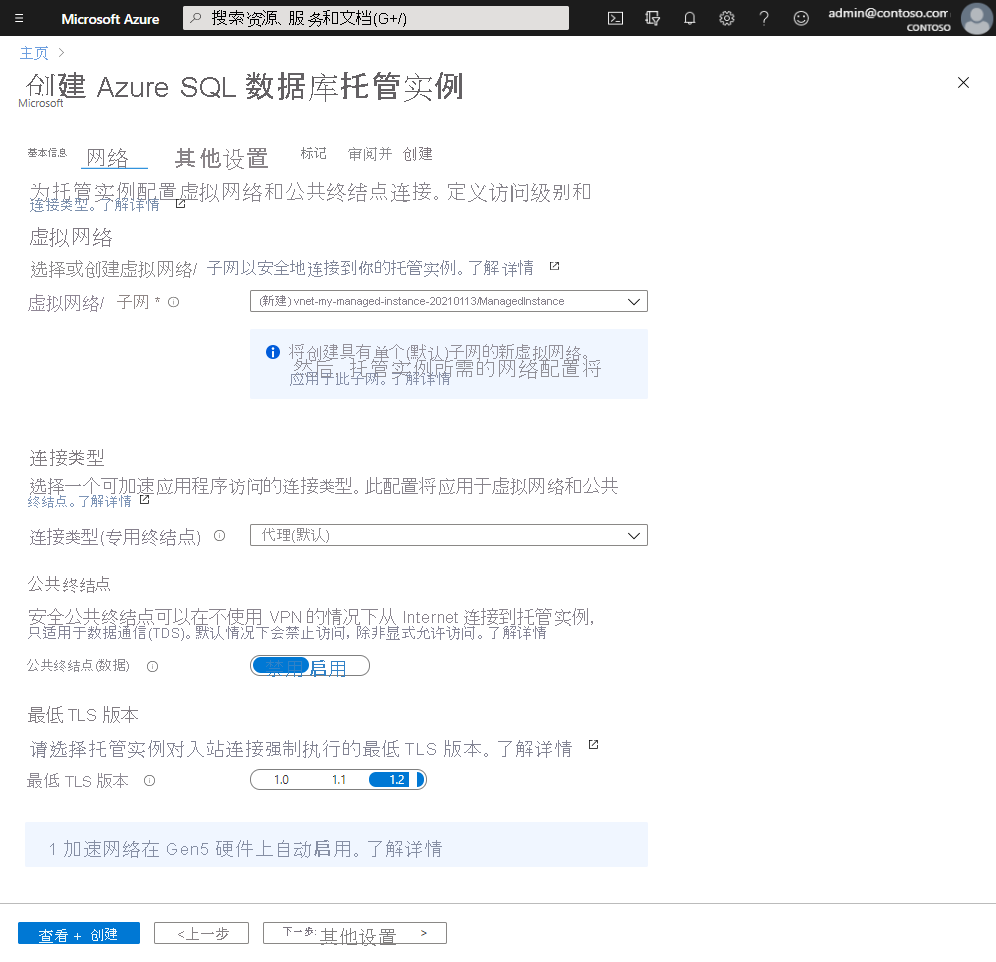 Microsoft Azure
搜索资源、服务和文档(G+/)
admin@contoso.com
CONTOSO
主页 >
创建 Azure SQL 数据库托管实例
Microsoft
基本信息 网络 其他设置 标记 审阅并 创建
为托管实例配置虚拟网络和公共终结点连接。定义访问级别和
连接类型。了解详情
虚拟网络
选择或创建虚拟网络/ 子网以安全地连接到你的托管实例。了解详情
虚拟网络/ 子网 *
(新建) vnet-my-managed-instance-20210113/ManagedInstance
将创建具有单个(默认)子网的新虚拟网络。
然后, 托管实例所需的网络配置将
应用于此子网。了解详情
连接类型
选择一个可加速应用程序访问的连接类型。此配置将应用于虚拟网络和公共
终结点。了解详情
连接类型(专用终结点)
代理(默认)
公共终结点
安全公共终结点可以在不使用 VPN 的情况下从 Internet 连接到托管实例,
只适用于数据通信(TDS)。默认情况下会禁止访问, 除非显式允许访问。了解详情
公共终结点(数据)
禁用 启用
最低 TLS 版本
请选择托管实例对入站连接强制执行的最低 TLS 版本。了解详情
最低 TLS 版本
1.0 1.1 1.2
1 加速网络在 Gen5 硬件上自动启用。了解详情
查看 + 创建
<上一步
下一步: 其他设置 >